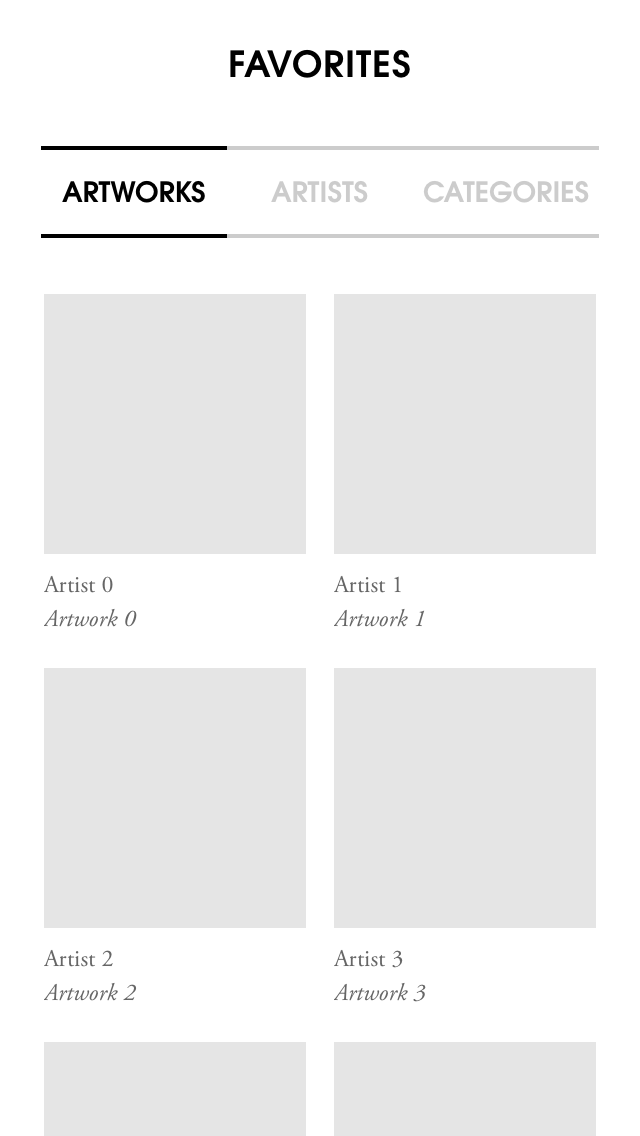 FAVORITES
ARTWORKS ARTISTS CATEGORIES
Artist 0 Artist 1
Artwork 0 Artwork 1
Artist 2 Artist 3
Artwork 2 Artwork 3